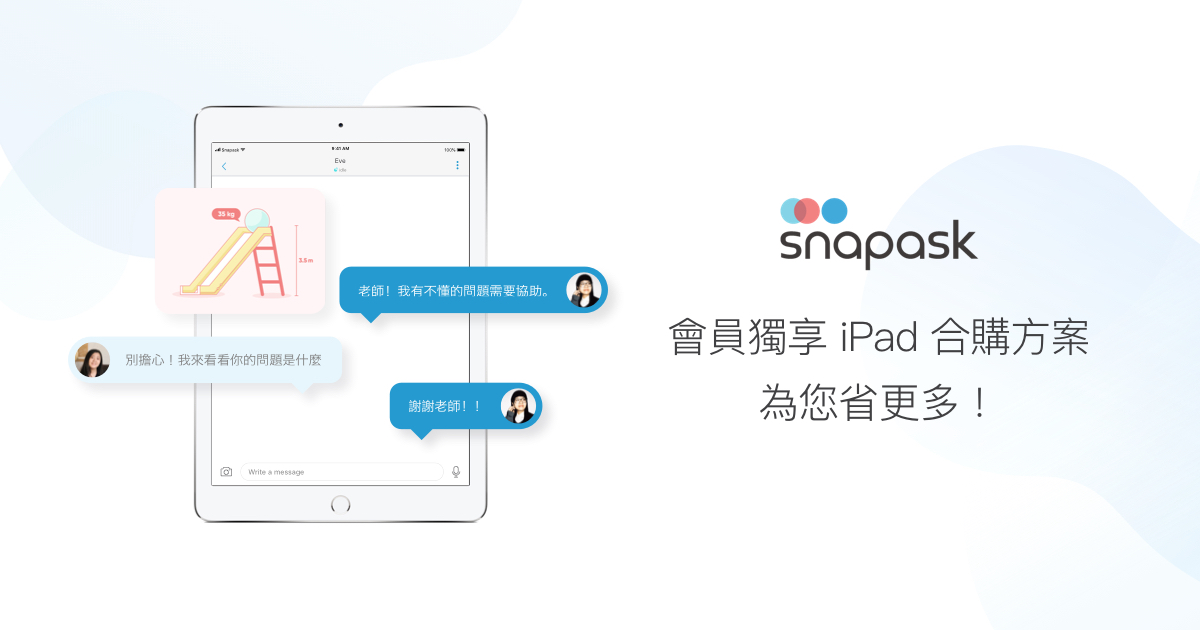 Snapask
9:41 AM
100%
Eve
Idle
35 kg
3.5 m
老師！我有不懂的問題需要協助。
別擔心！我來看看你的問題是什麼
謝謝老師！！
Write a message
snapask
會員獨享 iPad 合購方案
為您省更多！